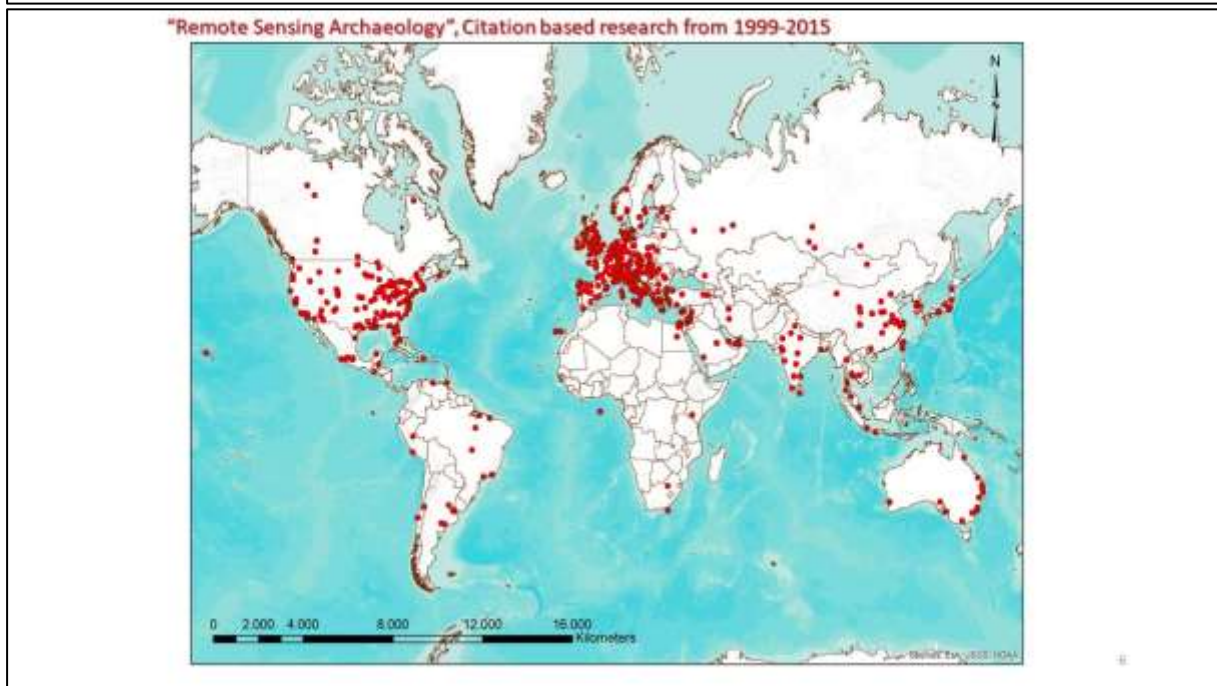 "Remote Sensing Archaeology", Citation based research from 1999-2015
N
0 2.000 4.000 8.000 12.000 16.000
Kilometers